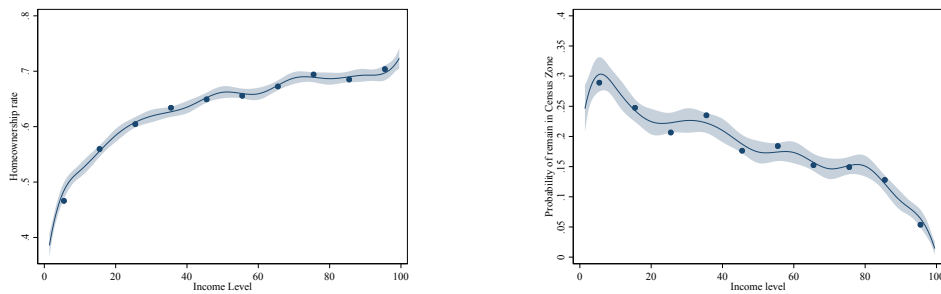 .8
.7
.6
.5
.4
Homeownership rate
0 20 40 60 80 100
Income Level
.4
.35
.3
.25
.2
.15
.1
.05
0
Probability of remain in Census Zone
0 20 40 60 80 100
Income level